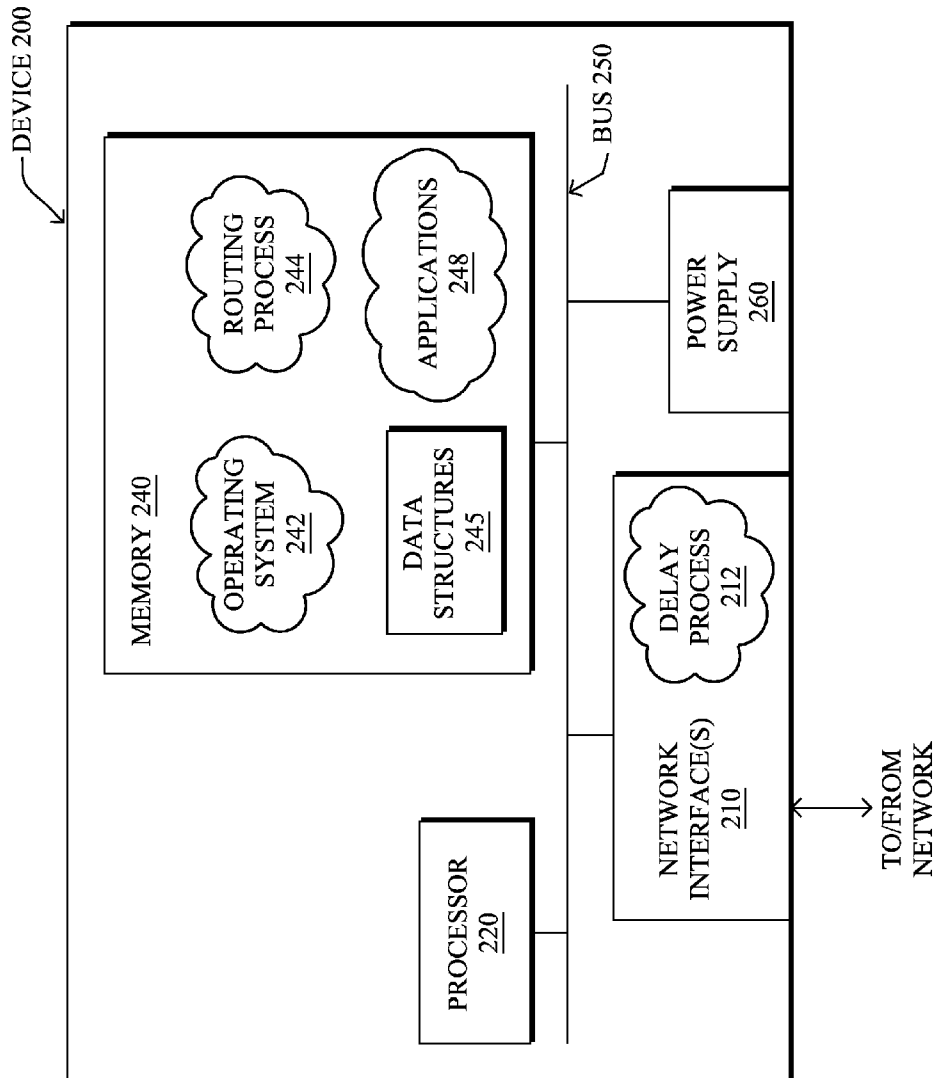 DEVICE 200
MEMORY 240
OPERATING
SYSTEM
242
ROUTING
PROCESS
244
DATA
STRUCTURES
245
APPLICATIONS
248
PROCESSOR
220
BUS 250
NETWORK
INTERFACE(S)
210
DELAY
PROCESS
212
POWER
SUPPLY
260
TO/FROM
NETWORK